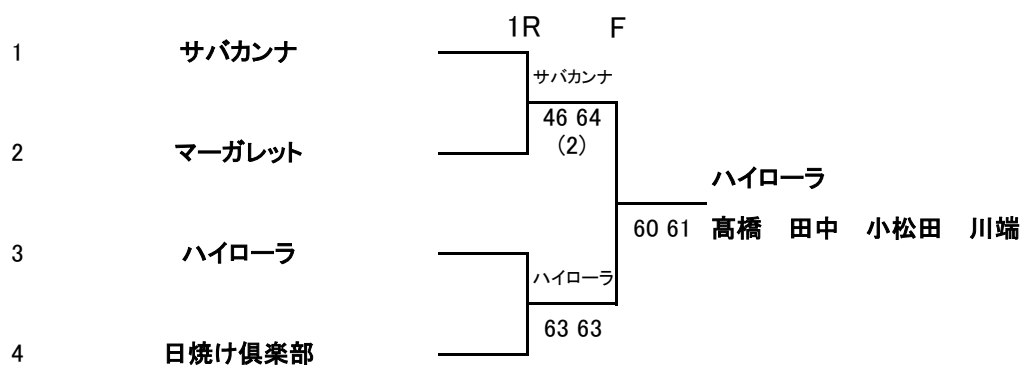 1R F
1 サバカンナ
サバカンナ
46 64
(2)
2 マーガレット
ハイローラ
60 61 髙橋 田中 小松田 川端
3 ハイローラ
ハイローラ
63 63
4 日焼け倶楽部